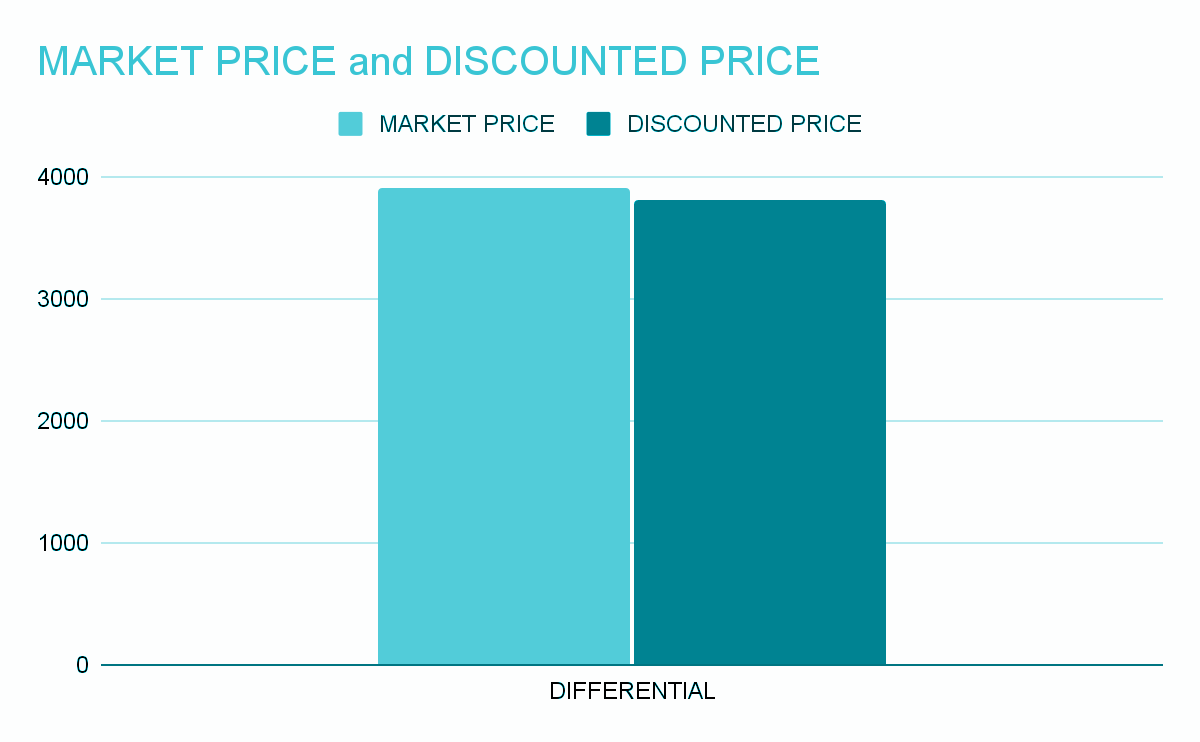 MARKET PRICE and DISCOUNTED PRICE
MARKET PRICE DISCOUNTED PRICE
4000
3000
2000
1000
0
DIFFERENTIAL